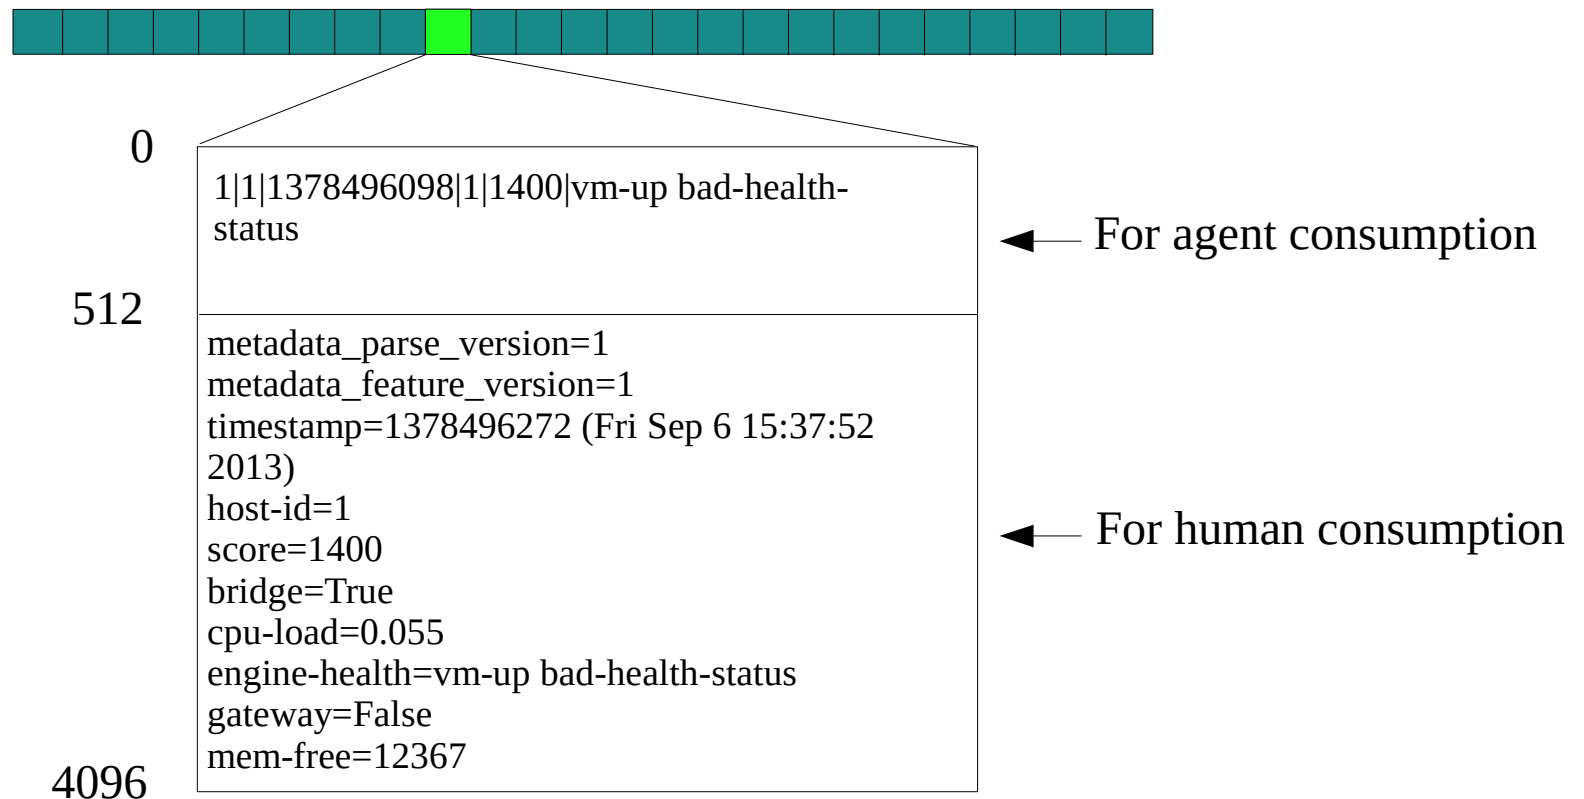 0
1|1|1378496098|1|1400|vm-up bad-health-
status
For agent consumption
512
metadata_parse_version=1
metadata_feature_version=1
timestamp=1378496272 (Fri Sep 6 15:37:52
2013)
host-id=1
score=1400
For human consumption
bridge=True
cpu-load=0.055
engine-health=vm-up bad-health-status
gateway=False
mem-free=12367
4096